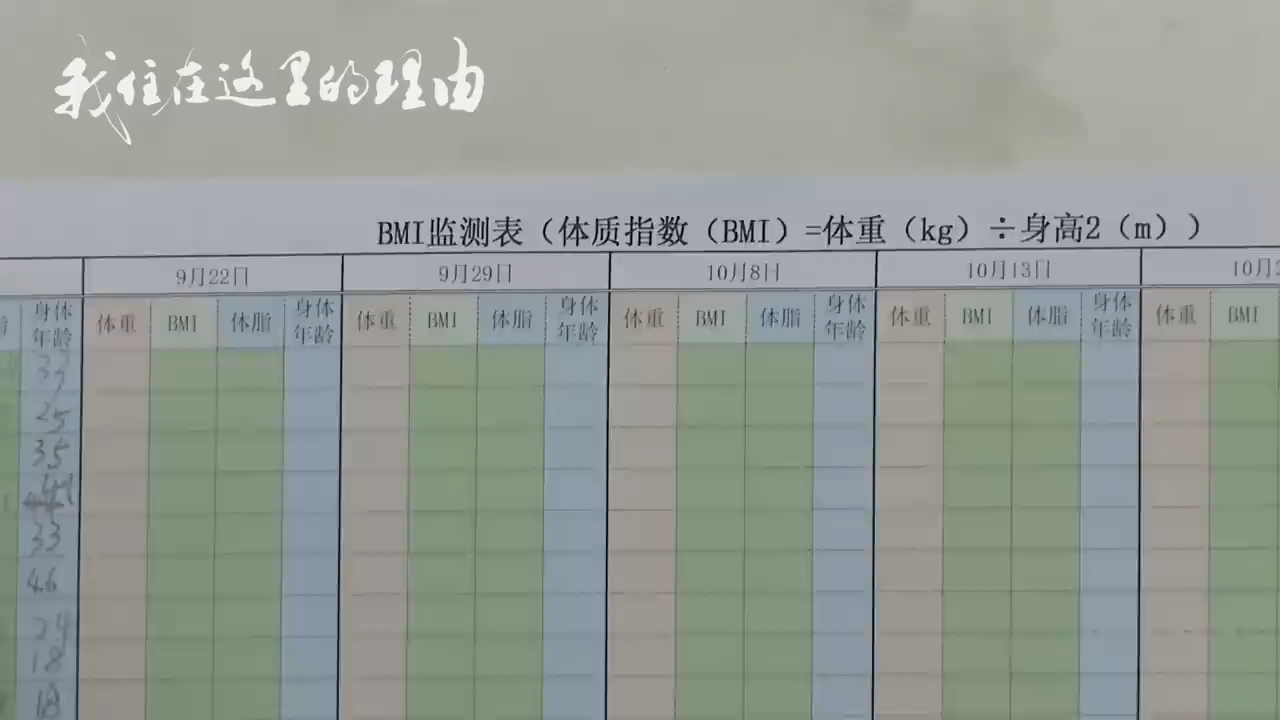 我住在这里的理由
BMI监测表（体质指数（BMI）=体重（kg）÷身高2（m））
9月22日 9月29日 10月8日 10月13日
身体年龄 体重 BMI 体脂 身体年龄 体重 BMI 体脂 身体年龄 体重 BMI 体脂 身体年龄 体重 BMI 体脂 身体年龄 体重 BMI
37
25
35
33
46
24
18
18